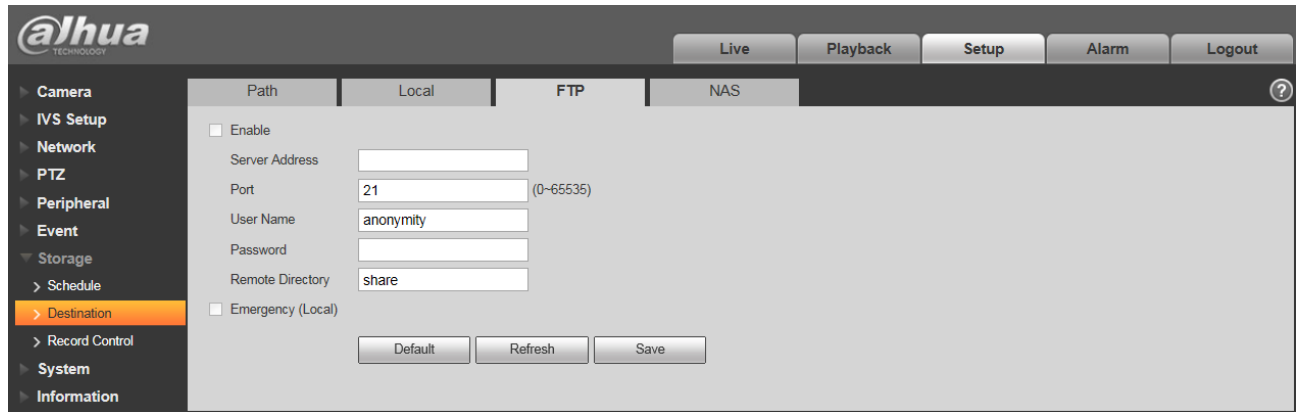 alhua
TECHNOLOGY
Live Playback Setup Alarm Logout
Camera
IVS Setup
Network
PTZ
Peripheral
Event
Storage
Schedule
Destination
Record Control
System
Information
Path Local FTP NAS
?
Enable
Server Address
Port 21 (0~65535)
User Name anonymity
Password
Remote Directory share
Emergency (Local)
Default Refresh Save